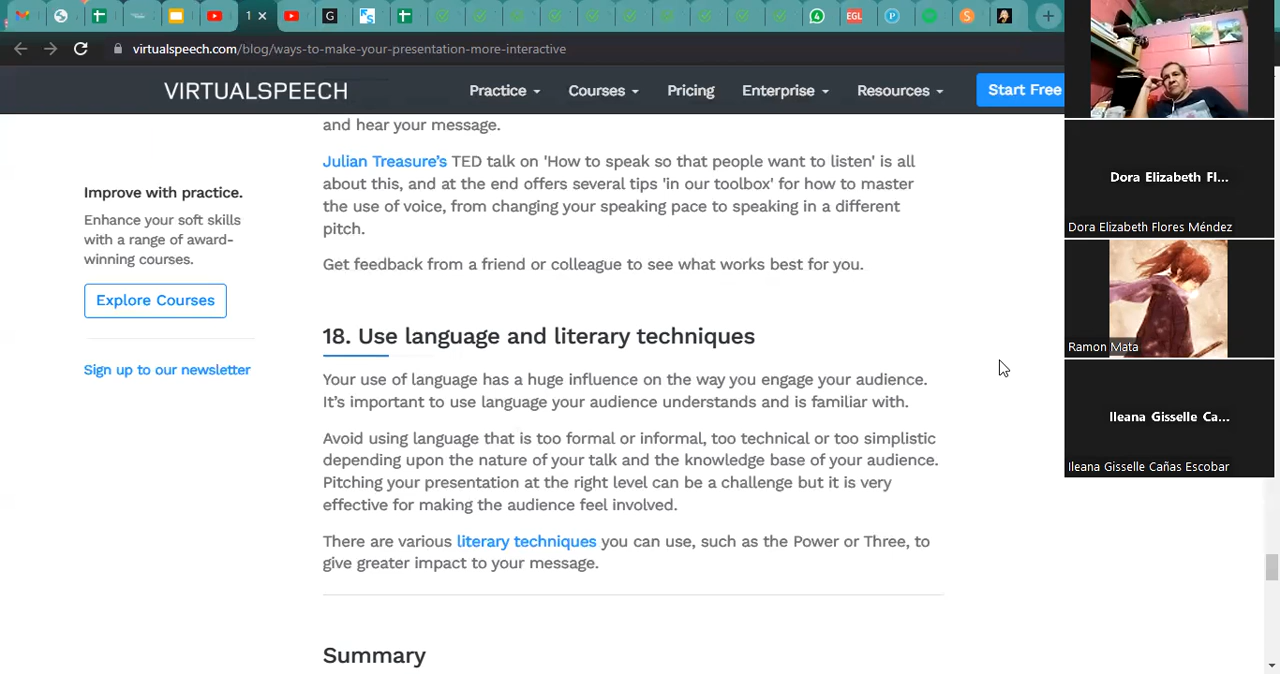 1
4
EGL
virtualspeech.com/blog/ways-to-make-your-presentation-more-interactive
VIRTUALSPEECH
Practice
Courses
Pricing
Enterprise
Resources
Start Free
and hear your message.
Julian Treasure's TED talk on 'How to speak so that people want to listen' is all
about this, and at the end offers several tips 'in our toolbox' for how to master
the use of voice, from changing your speaking pace to speaking in a different
pitch.
Get feedback from a friend or colleague to see what works best for you.
Improve with practice.
Enhance your soft skills
with a range of award-
winning courses.
Explore Courses
Sign up to our newsletter
18. Use language and literary techniques
Your use of language has a huge influence on the way you engage your audience.
It's important to use language your audience understands and is familiar with.
Avoid using language that is too formal or informal, too technical or too simplistic
depending upon the nature of your talk and the knowledge base of your audience.
Pitching your presentation at the right level can be a challenge but it is very
effective for making the audience feel involved.
There are various literary techniques you can use, such as the Power or Three, to
give greater impact to your message.
Summary
Dora Elizabeth Fl...
Dora Elizabeth Flores Méndez
Ramon Mata
Ileana Gisselle Ca...
Ileana Gisselle Cañas Escobar